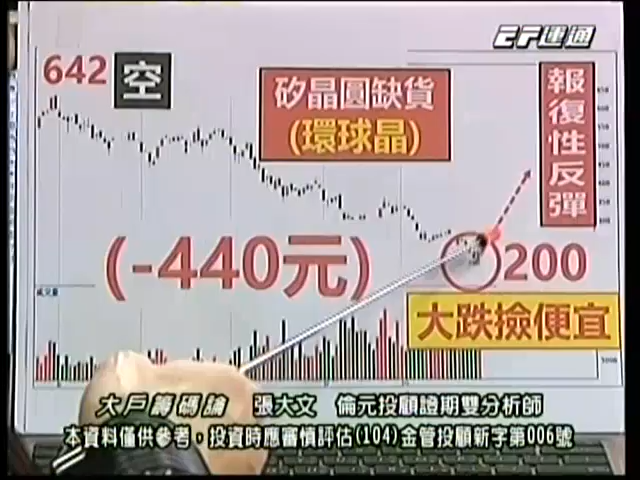 EF運通
642 空
矽晶圓缺貨
(環球晶)
報復性反彈
(-440元)
200
大跌撿便宜
成交量
大戶籌碼論 張大文 倫元投顧證期雙分析師
本資料僅供參考，投資時應審慎評估(104)金管投顧新字第006號